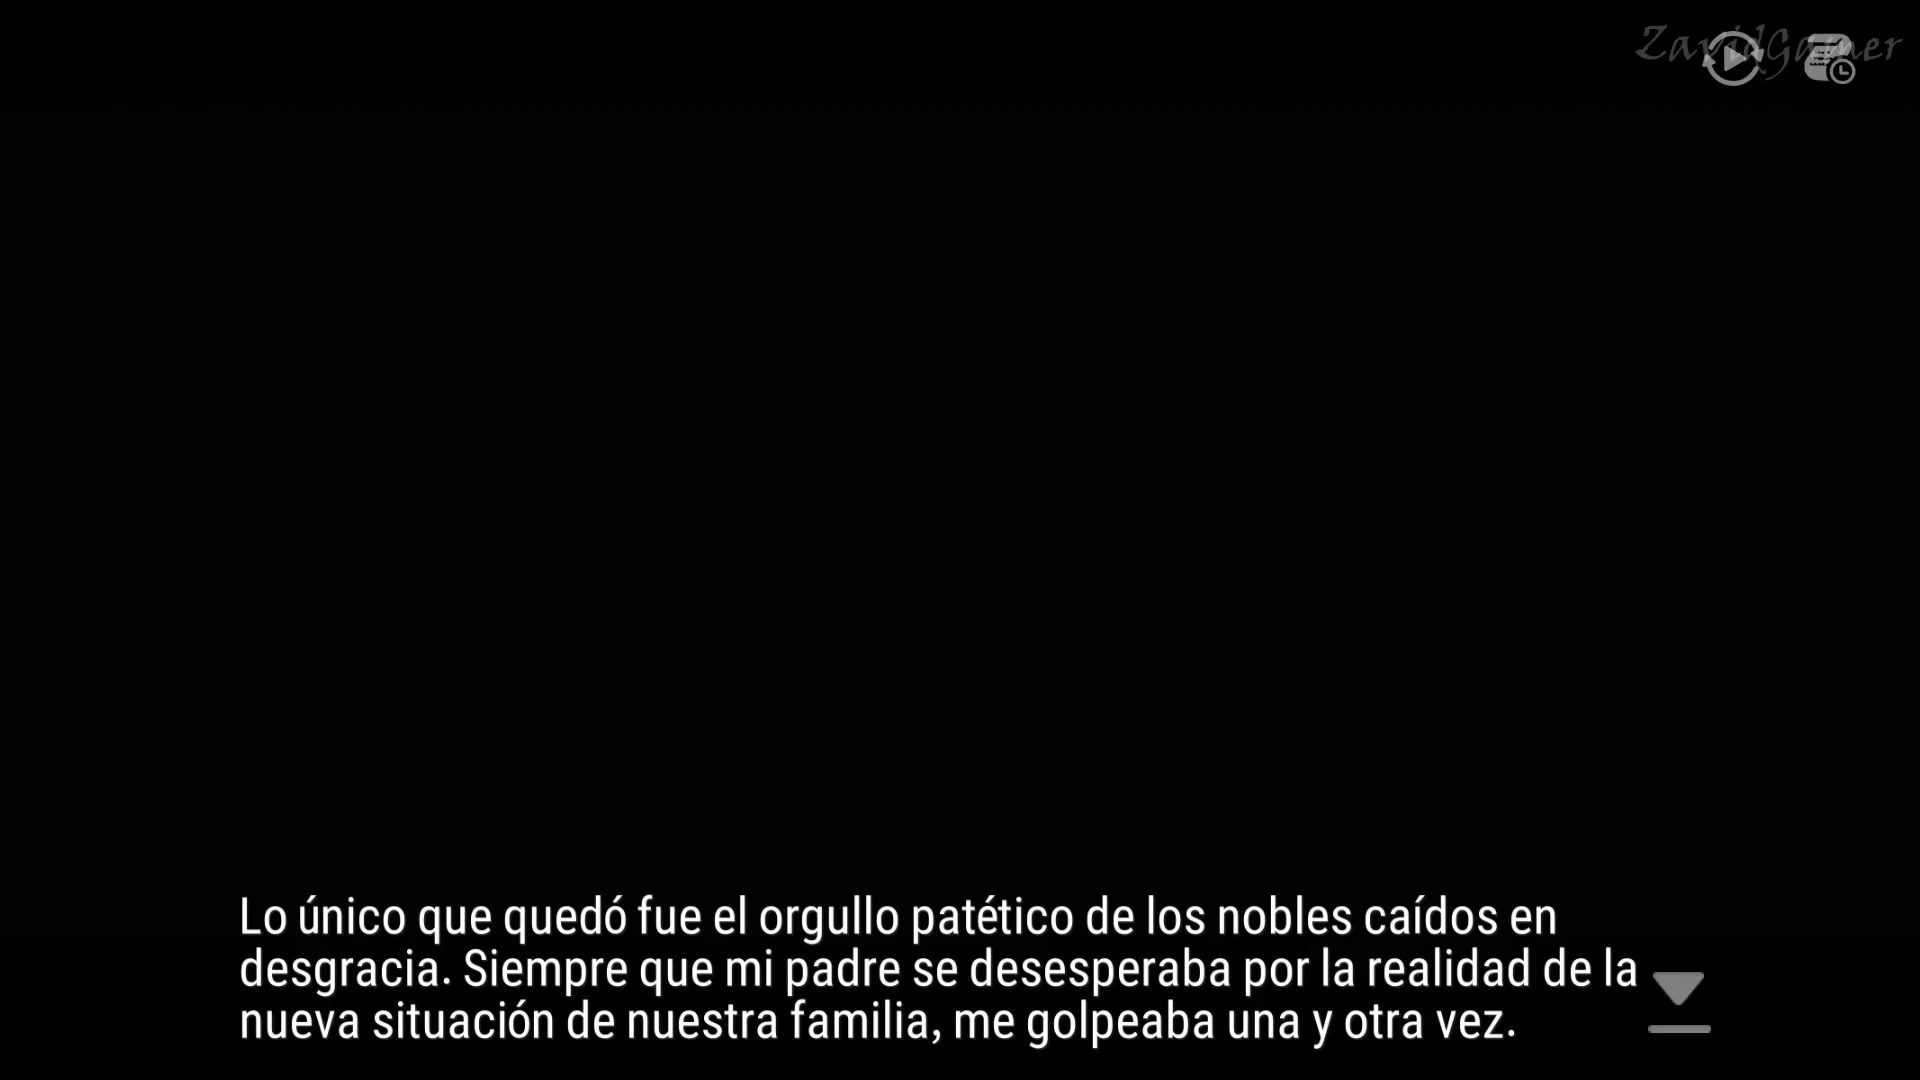 ZavidGamer
Lo único que quedó fue el orgullo patético de los nobles caídos en
desgracia. Siempre que mi padre se desesperaba por la realidad de la
nueva situación de nuestra familia, me golpeaba una y otra vez.